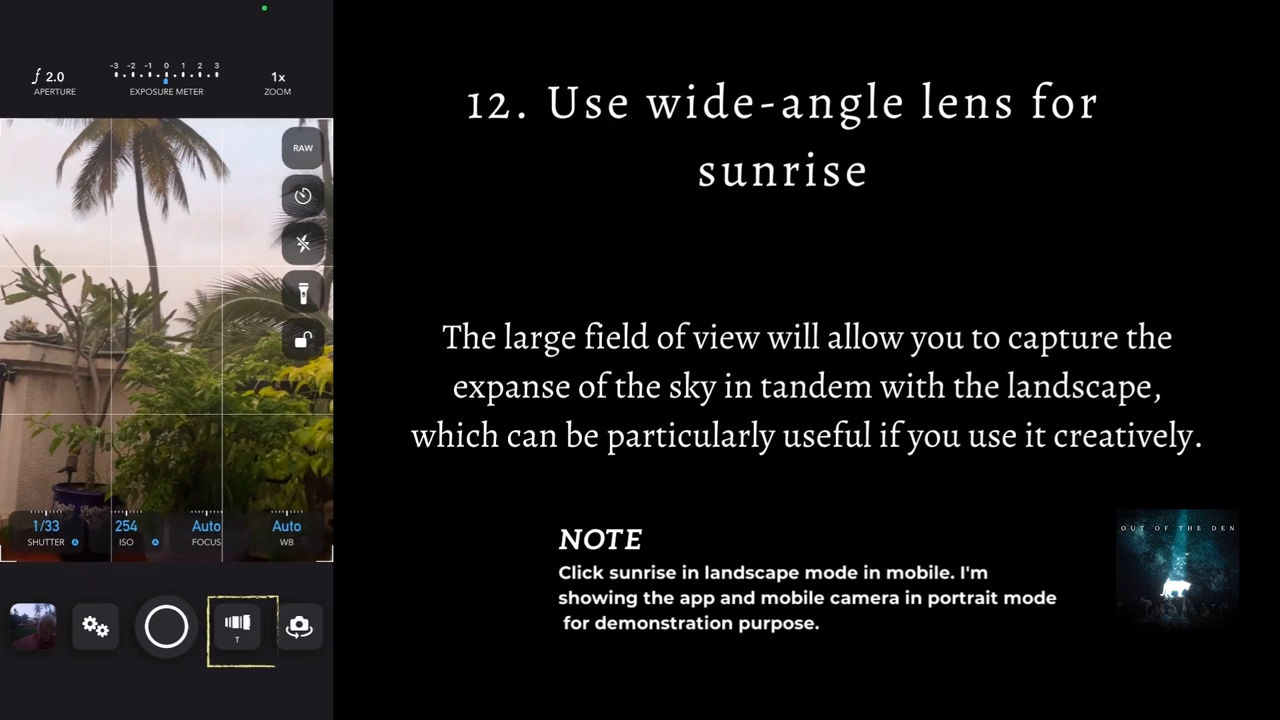 f 2.0
APERTURE
-3 -2 -1 0 1 2 3
EXPOSURE METER
1x
ZOOM
RAW
1/33
SHUTTER A
254
ISO A
Auto
FOCUS
Auto
WB
T
12. Use wide-angle lens for
sunrise
The large field of view will allow you to capture the
expanse of the sky in tandem with the landscape,
which can be particularly useful if you use it creatively.
NOTE
Click sunrise in landscape mode in mobile. I'm
showing the app and mobile camera in portrait mode
for demonstration purpose.
OUT OF THE DEN